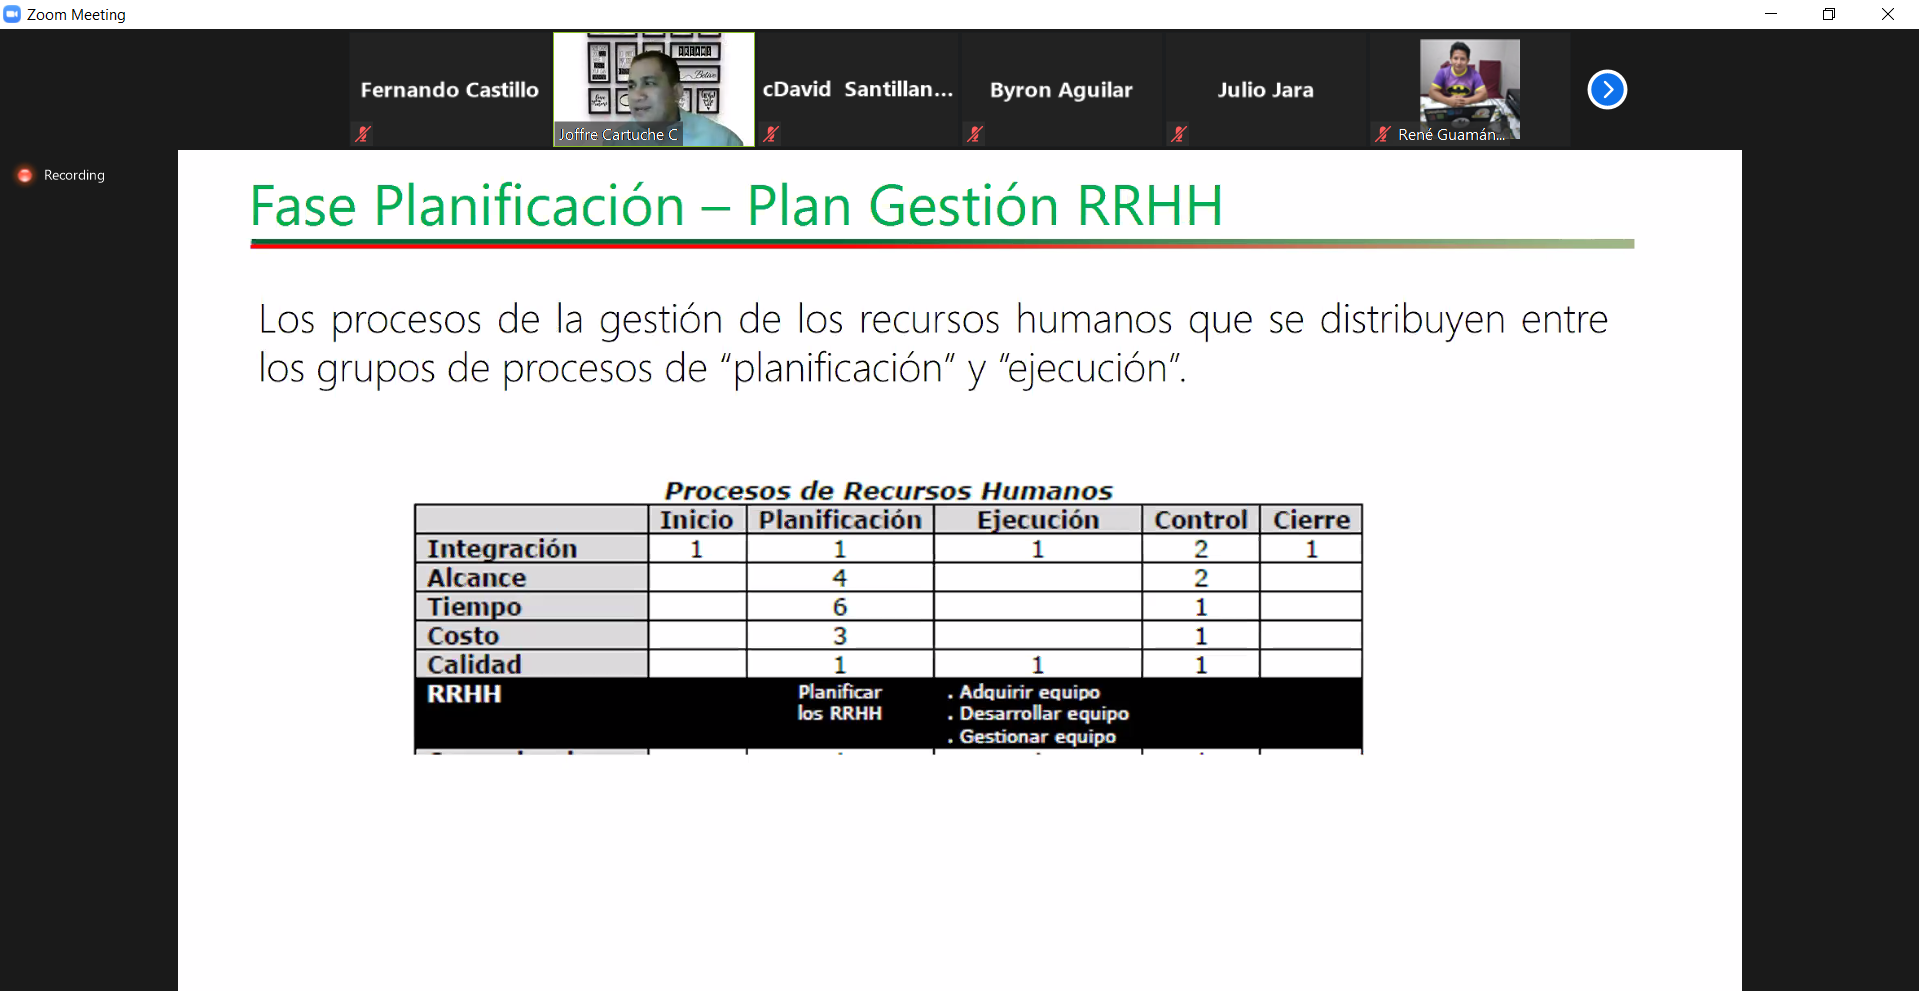 Zoom Meeting
Fernando Castillo
Joffre Cartuche C
cDavid Santillan...
Byron Aguilar
Julio Jara
René Guamán...
Recording
Fase Planificación – Plan Gestión RRHH
Los procesos de la gestión de los recursos humanos que se distribuyen entre
los grupos de procesos de “planificación” y “ejecución”.
Procesos de Recursos Humanos
Inicio Planificación Ejecución Control Cierre
Integración 1 1 1 2 1
Alcance 4 2
Tiempo 6 1
Costo 3 1
Calidad 1 1 1
RRHH Planificar . Adquirir equipo
los RRHH . Desarrollar equipo
. Gestionar equipo